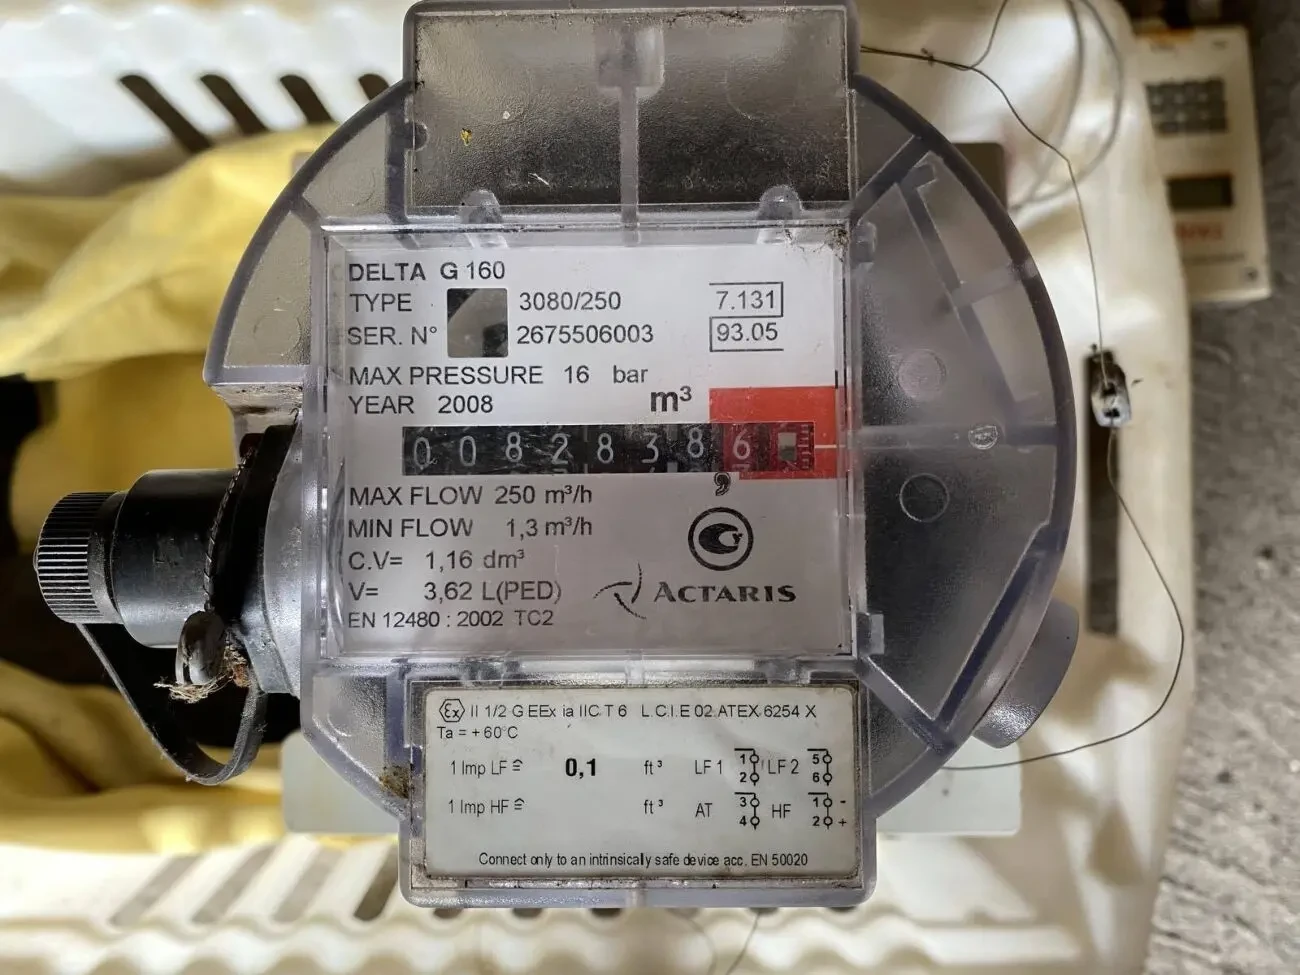 DELTA G 160
TYPE 3080/250 7.131
SER. N° 2675506003 93.05
MAX PRESSURE 16 bar
YEAR 2008 m³
0 0 8 2 8 3 8 6
,
MAX FLOW 250 m³/h
MIN FLOW 1,3 m³/h
C.V= 1,16 dm³
V= 3,62 L(PED)
ACTARIS
EN 12480 : 2002 TC2
Ex II 1/2 G EEx ia IIC T 6 L.C.I.E 02 ATEX 6254 X
Ta = + 60°C
1 Imp LF ≙ 0,1 ft³ LF 1 1 2 LF 2 5 6
1 Imp HF ≙ ft³ AT 3 4 HF 1 - 2 +
Connect only to an intrinsically safe device acc. EN 50020